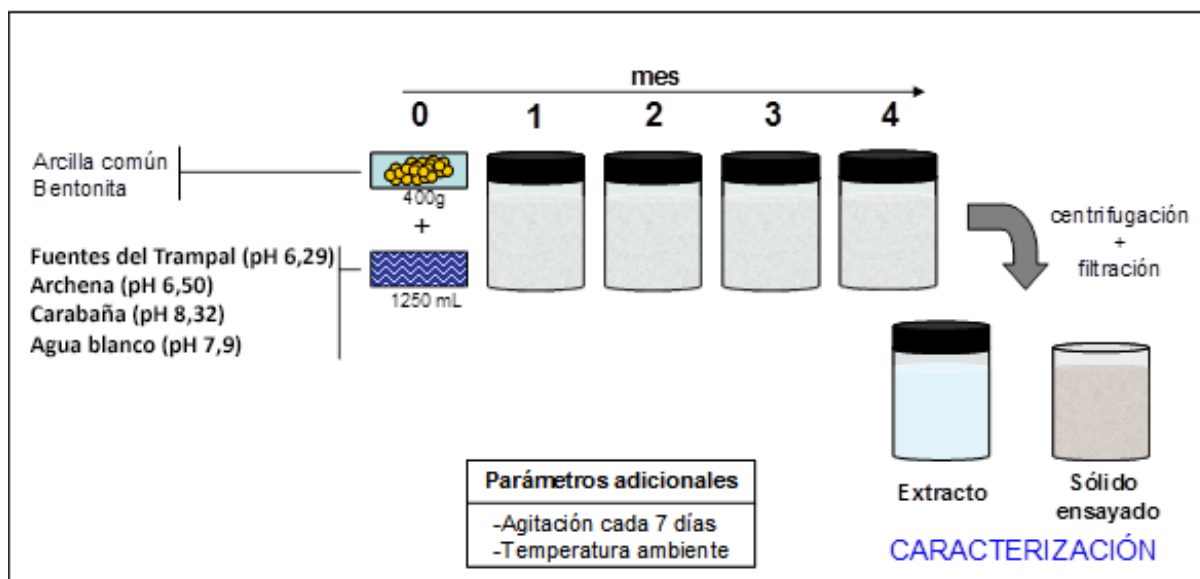 mes
0 1 2 3 4
Arcilla común
Bentonita
400g
+
Fuentes del Trampal (pH 6,29)
Archena (pH 6,50)
Carabaña (pH 8,32)
Agua blanco (pH 7,9)
1250 mL
centrifugación
+
filtración
Extracto
Sólido
ensayado
CARACTERIZACIÓN
Parámetros adicionales
-Agitación cada 7 días
-Temperatura ambiente